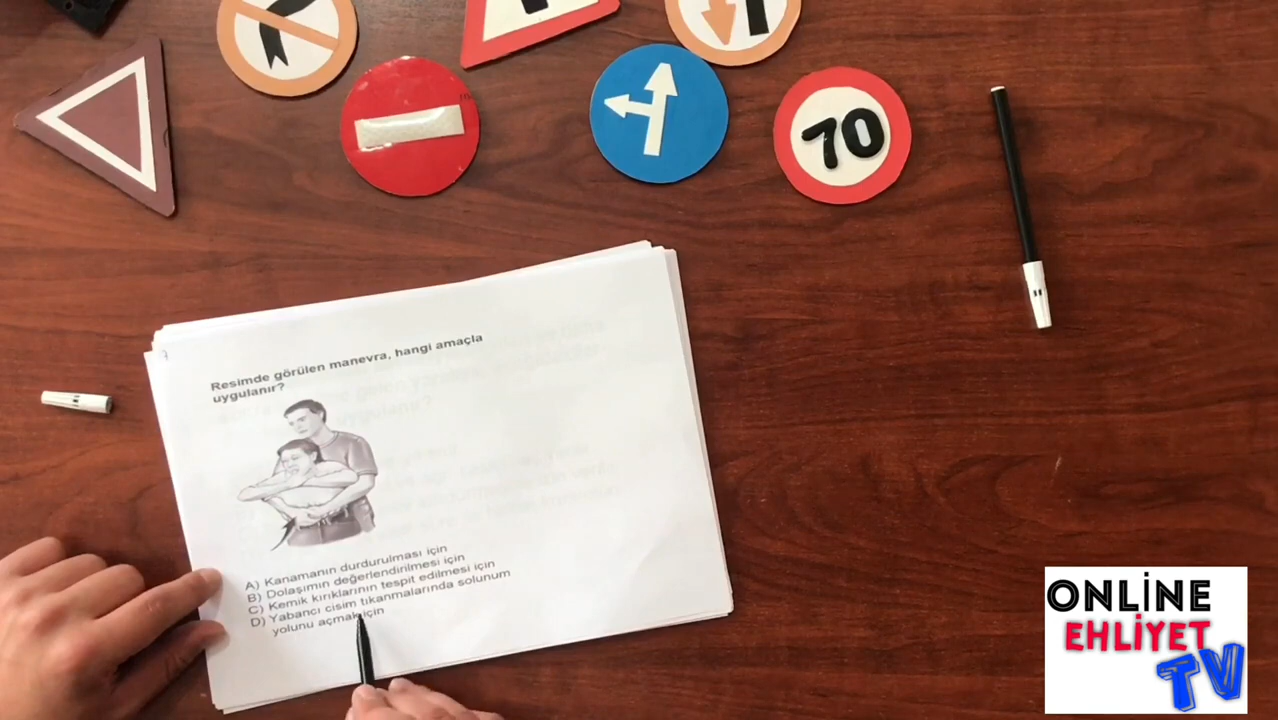 70
Resimde görülen manevra, hangi amaçla
uygulanır?
A) Kanamanın durdurulması için
B) Dolaşımın değerlendirilmesi için
C) Kemik kırıklarının tespit edilmesi için
D) Yabancı cisim tıkanmalarında solunum
yolunu açmak için
ONLİNE
EHLİYET
TV